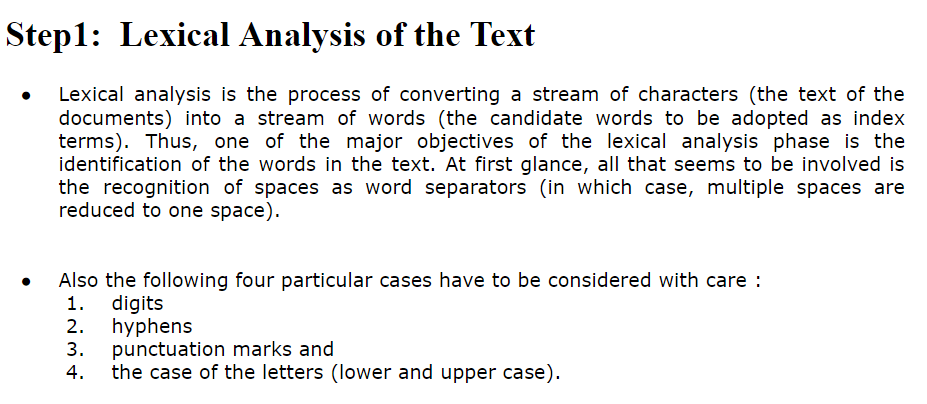 Step1: Lexical Analysis of the Text
• Lexical analysis is the process of converting a stream of characters (the text of the
documents) into a stream of words (the candidate words to be adopted as index
terms). Thus, one of the major objectives of the lexical analysis phase is the
identification of the words in the text. At first glance, all that seems to be involved is
the recognition of spaces as word separators (in which case, multiple spaces are
reduced to one space).
• Also the following four particular cases have to be considered with care :
1. digits
2. hyphens
3. punctuation marks and
4. the case of the letters (lower and upper case).